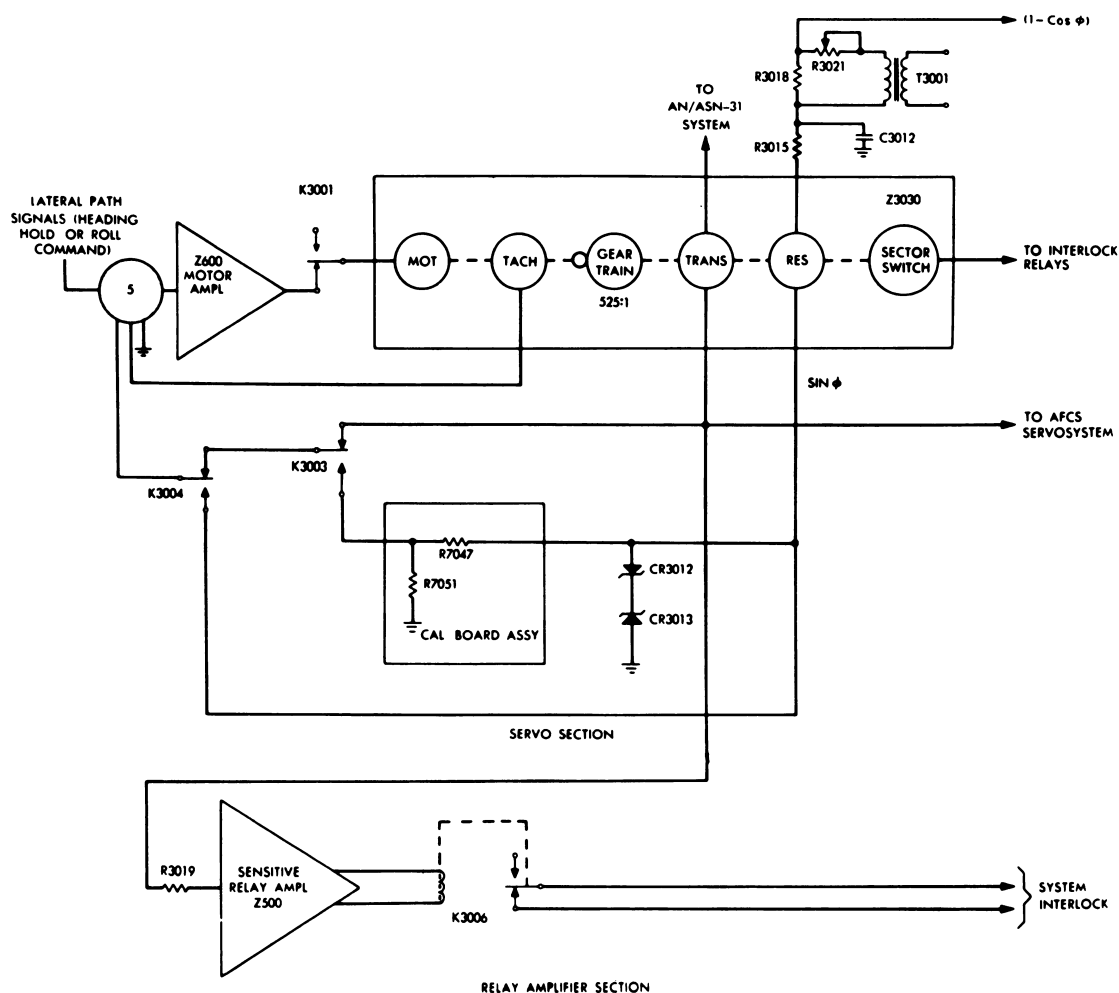 (1- Cos φ)
R3021
R3018
T3001
TO
AN/ASN-31
SYSTEM
C3012
R3015
K3001
Z3030
LATERAL PATH
SIGNALS (HEADING
HOLD OR ROLL
COMMAND)
Z600
MOTOR
AMPL
MOT
TACH
GEAR
TRAIN
TRANS
RES
SECTOR
SWITCH
TO INTERLOCK
RELAYS
5
525:1
SIN φ
TO AFCS
SERVOSYSTEM
K3003
K3004
R7047
R7051
CR3012
CR3013
CAL BOARD ASSY
SERVO SECTION
R3019
SENSITIVE
RELAY AMPL
Z500
K3006
SYSTEM
INTERLOCK
RELAY AMPLIFIER SECTION